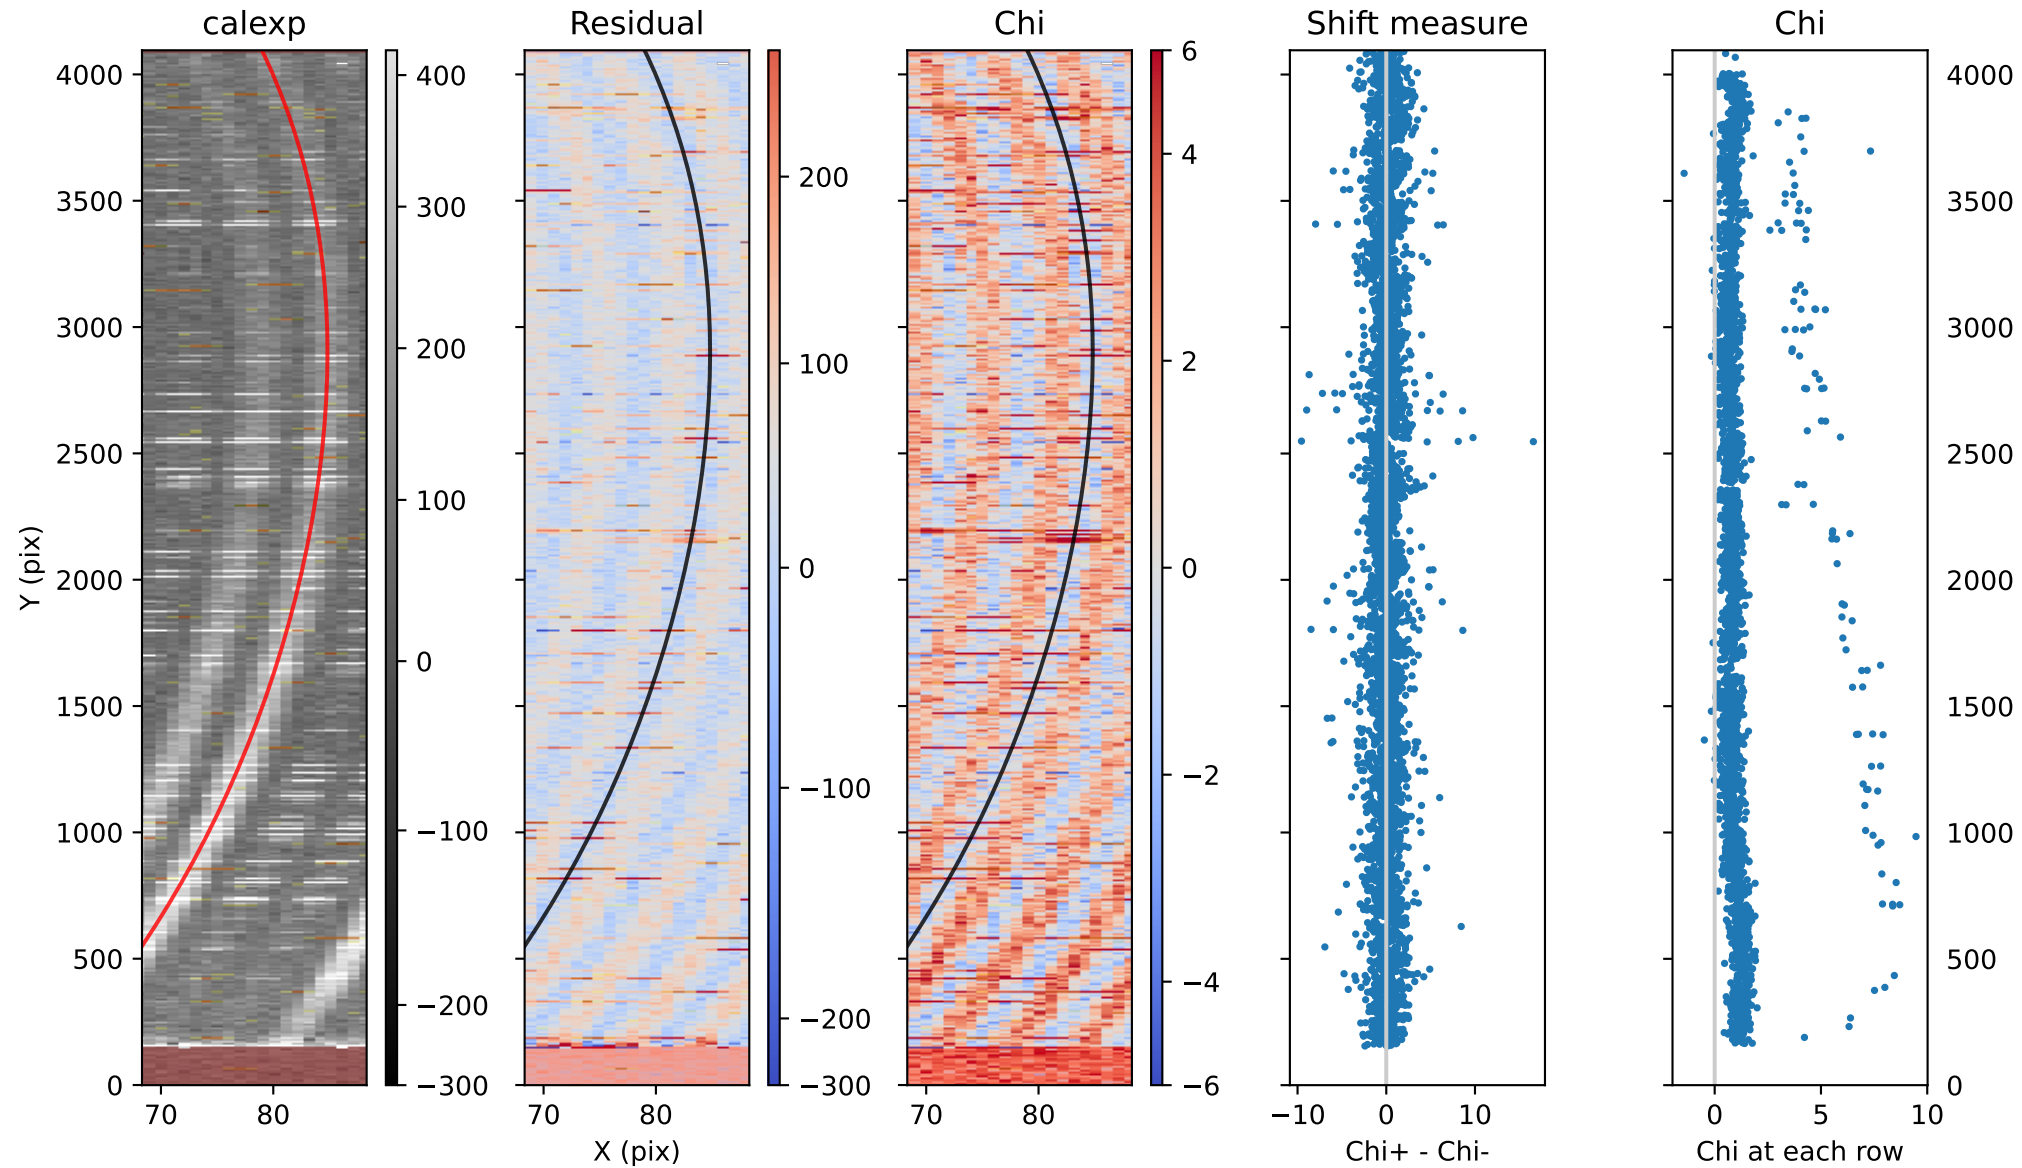 calexp Residual Chi Shift measure Chi
4000 400 6 4000
3500 300 200 4 3500
3000 200 100 2 3000
2500 100 2500
Y (pix) 2000 0 0 0 2000
1500 1500
1000 −100 −100 −2 1000
500 −200 −200 −4 500
0 −300 −300 −6 0
70 80 70 80 70 80 −10 0 10 0 5 10
X (pix) Chi+ - Chi- Chi at each row